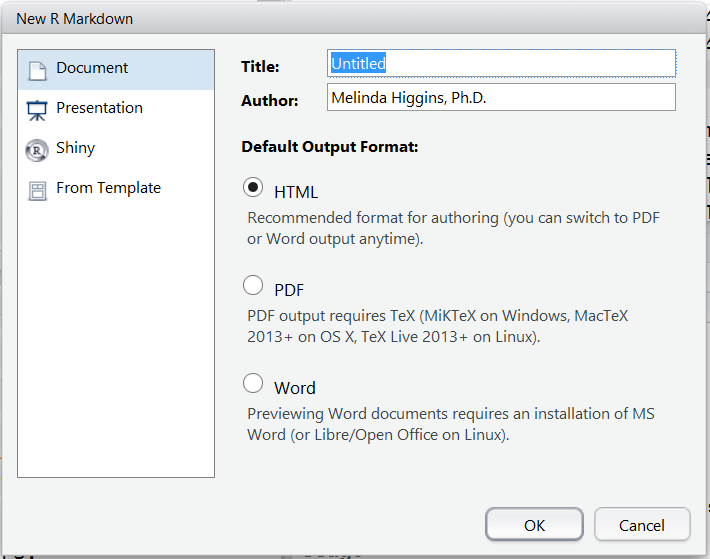 New R Markdown
Document
Presentation
Shiny
From Template
Title: Untitled
Author: Melinda Higgins, Ph.D.
Default Output Format:
HTML
Recommended format for authoring (you can switch to PDF
or Word output anytime).
PDF
PDF output requires TeX (MiKTeX on Windows, MacTeX
2013+ on OS X, TeX Live 2013+ on Linux).
Word
Previewing Word documents requires an installation of MS
Word (or Libre/Open Office on Linux).
OK Cancel